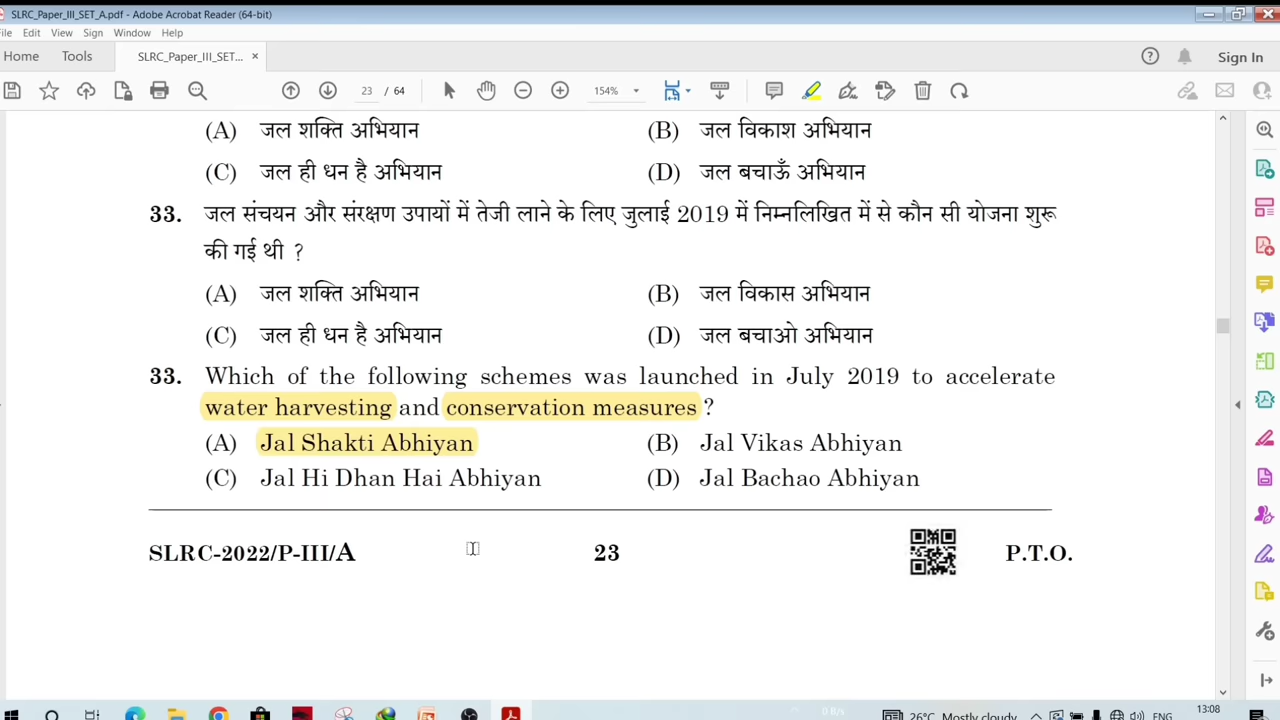 SLRC_Paper_III_SET_A.pdf - Adobe Acrobat Reader (64-bit)
File Edit View Sign Window Help
Home Tools SLRC_Paper_III_SET... × Sign In
23 / 64 154%
(A) जल शक्ति अभियान (B) जल विकाश अभियान
(C) जल ही धन है अभियान (D) जल बचाऊँ अभियान
33. जल संचयन और संरक्षण उपायों में तेजी लाने के लिए जुलाई 2019 में निम्नलिखित में से कौन सी योजना शुरू
की गई थी ?
(A) जल शक्ति अभियान (B) जल विकास अभियान
(C) जल ही धन है अभियान (D) जल बचाओ अभियान
33. Which of the following schemes was launched in July 2019 to accelerate
water harvesting and conservation measures ?
(A) Jal Shakti Abhiyan (B) Jal Vikas Abhiyan
(C) Jal Hi Dhan Hai Abhiyan (D) Jal Bachao Abhiyan
SLRC-2022/P-III/A 23 P.T.O.
0 B/s
26°C Mostly cloudy 13:08